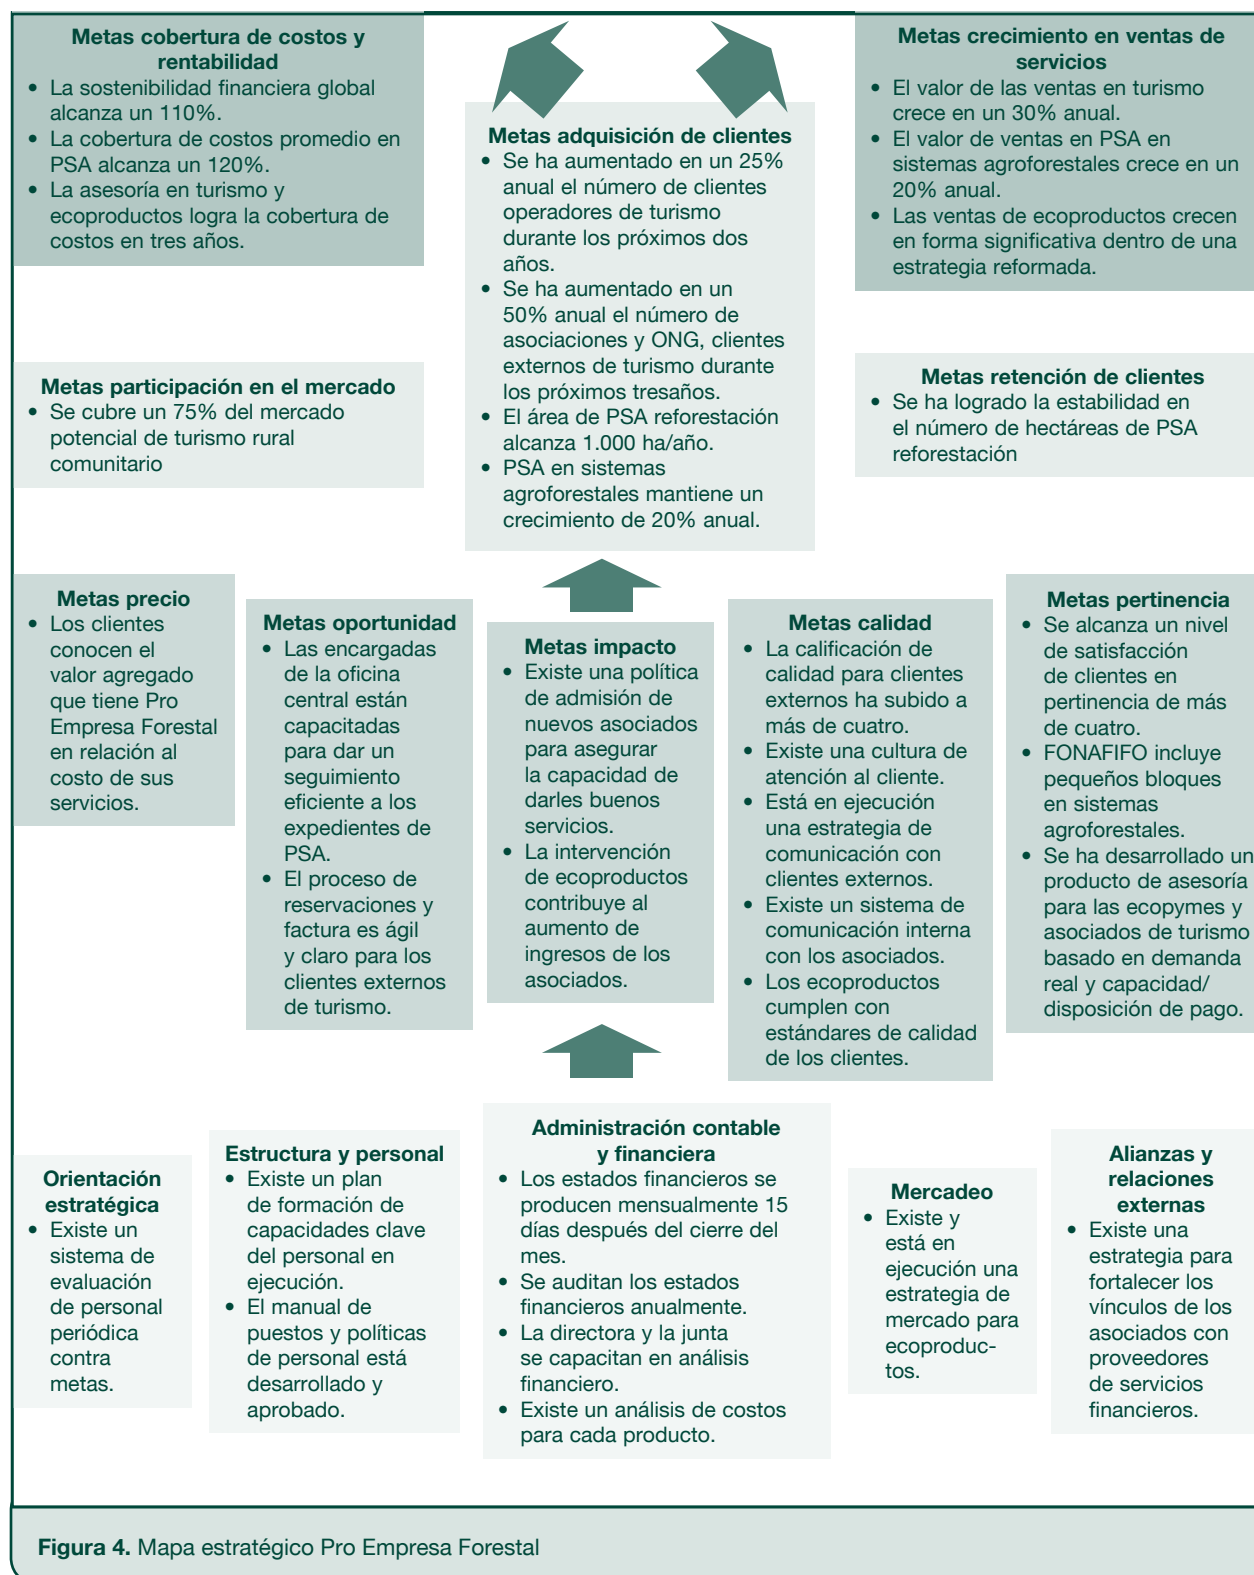 Metas cobertura de costos y
rentabilidad
• La sostenibilidad financiera global
alcanza un 110%.
• La cobertura de costos promedio en
PSA alcanza un 120%.
• La asesoría en turismo y
ecoproductos logra la cobertura de
costos en tres años.
Metas adquisición de clientes
• Se ha aumentado en un 25%
anual el número de clientes
operadores de turismo
durante los próximos dos
años.
• Se ha aumentado en un
50% anual el número de
asociaciones y ONG, clientes
externos de turismo durante
los próximos tresaños.
• El área de PSA reforestación
alcanza 1.000 ha/año.
• PSA en sistemas
agroforestales mantiene un
crecimiento de 20% anual.
Metas crecimiento en ventas de
servicios
• El valor de las ventas en turismo
crece en un 30% anual.
• El valor de ventas en PSA en
sistemas agroforestales crece en un
20% anual.
• Las ventas de ecoproductos crecen
en forma significativa dentro de una
estrategia reformada.
Metas participación en el mercado
• Se cubre un 75% del mercado
potencial de turismo rural
comunitario
Metas retención de clientes
• Se ha logrado la estabilidad en
el número de hectáreas de PSA
reforestación
Metas precio
• Los clientes
conocen el
valor agregado
que tiene Pro
Empresa Forestal
en relación al
costo de sus
servicios.
Metas oportunidad
• Las encargadas
de la oficina
central están
capacitadas
para dar un
seguimiento
eficiente a los
expedientes de
PSA.
• El proceso de
reservaciones y
factura es ágil
y claro para los
clientes externos
de turismo.
Metas impacto
• Existe una política
de admisión de
nuevos asociados
para asegurar
la capacidad de
darles buenos
servicios.
• La intervención
de ecoproductos
contribuye al
aumento de
ingresos de los
asociados.
Metas calidad
• La calificación de
calidad para clientes
externos ha subido a
más de cuatro.
• Existe una cultura de
atención al cliente.
• Está en ejecución
una estrategia de
comunicación con
clientes externos.
• Existe un sistema de
comunicación interna
con los asociados.
• Los ecoproductos
cumplen con
estándares de calidad
de los clientes.
Metas pertinencia
• Se alcanza un nivel
de satisfacción
de clientes en
pertinencia de más
de cuatro.
• FONAFIFO incluye
pequeños bloques
en sistemas
agroforestales.
• Se ha desarrollado un
producto de asesoría
para las ecopymes y
asociados de turismo
basado en demanda
real y capacidad/
disposición de pago.
Orientación
estratégica
• Existe un
sistema de
evaluación
de personal
periódica
contra
metas.
Estructura y personal
• Existe un plan
de formación de
capacidades clave
del personal en
ejecución.
• El manual de
puestos y políticas
de personal está
desarrollado y
aprobado.
Administración contable
y financiera
• Los estados financieros se
producen mensualmente 15
días después del cierre del
mes.
• Se auditan los estados
financieros anualmente.
• La directora y la junta
se capacitan en análisis
financiero.
• Existe un análisis de costos
para cada producto.
Mercadeo
• Existe y
está en
ejecución una
estrategia de
mercado para
ecoproduc-
tos.
Alianzas y
relaciones
externas
• Existe una
estrategia para
fortalecer los
vínculos de los
asociados con
proveedores
de servicios
financieros.
Figura 4. Mapa estratégico Pro Empresa Forestal